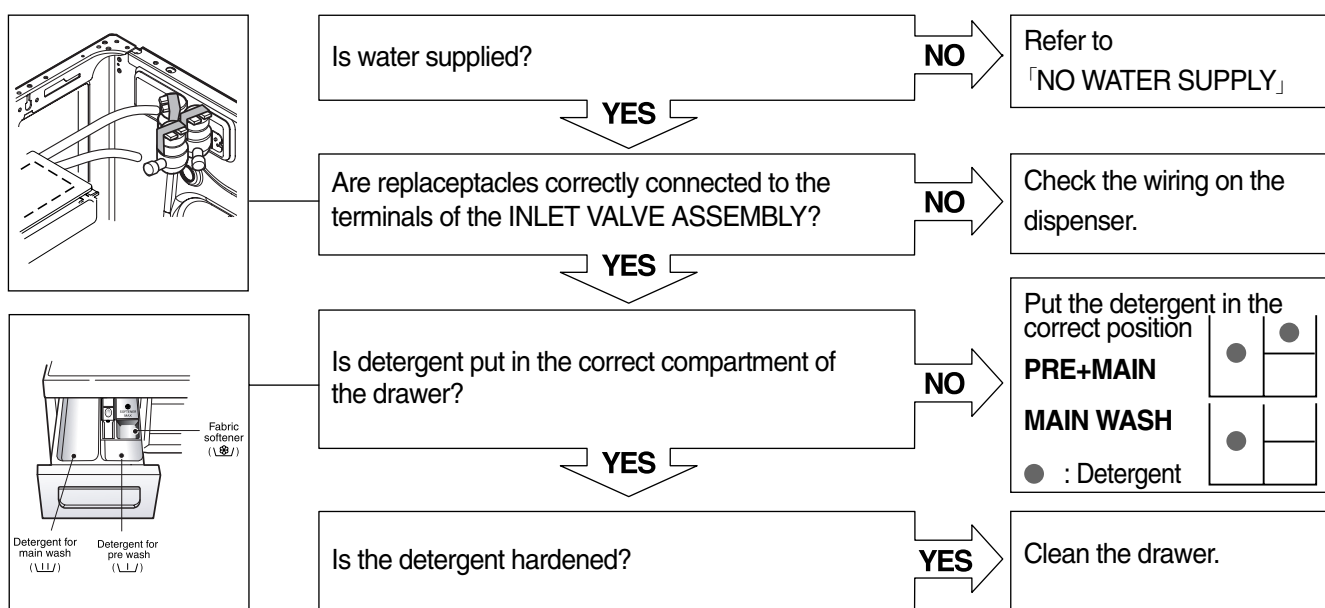 Is water supplied?
NO
Refer to
「NO WATER SUPPLY」
YES
Are replaceptacles correctly connected to the
terminals of the INLET VALVE ASSEMBLY?
NO
Check the wiring on the
dispenser.
YES
Is detergent put in the correct compartment of
the drawer?
NO
Put the detergent in the
correct position
PRE+MAIN
MAIN WASH
: Detergent
YES
SOFTENER
MAX
Fabric
softener
Detergent for
main wash
Detergent for
pre wash
Is the detergent hardened?
YES
Clean the drawer.